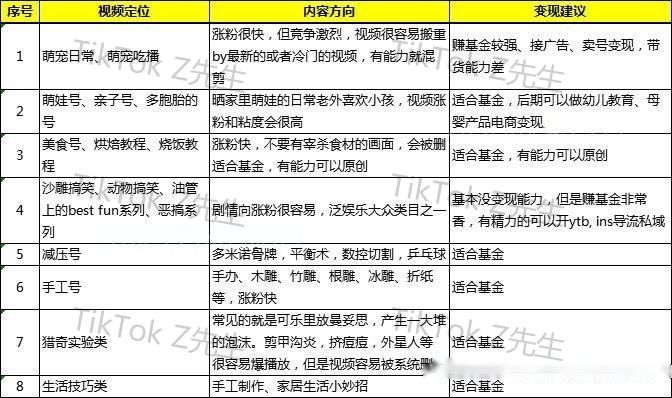 序号 视频定位 内容方向 变现建议
1 萌宠日常、萌宠吃播
涨粉很快，但竞争激烈，视频很容易搬重
by最新的或者冷门的视频，有能力就混
剪
赚基金较强、接广告、卖号变现，带
货能力差
2 萌娃号、亲子号、多胞胎的
号
晒家里萌娃的日常老外喜欢小孩，视频涨
粉和粘度会很高
适合基金，后期可以做幼儿教育、母
婴产品电商变现
3 美食号、烘焙教程、烧饭教
程
涨粉快，不要有宰杀食材的画面，会被删
适合基金，有能力可以原创
适合基金，有能力可以原创
4 沙雕搞笑、动物搞笑、油管
上的best fun系列、恶搞系
列
剧情向涨粉很容易，泛娱乐大众类目之一
基本没变现能力，但是赚基金非常
香，有精力的可以开ytb, ins导流私域
5 减压号 多米诺骨牌，平衡术，数控切割，乒乓球 适合基金
6 手工号
手办、木雕、竹雕、根雕、冰雕、折纸
等，涨粉快
适合基金
7 猎奇实验类
常见的就是可乐里放曼妥思，产生一大堆
的泡沫。剪甲沟炎，挤痘痘，外星人等
很容易爆播放，但是视频容易被系统删
适合基金
8 生活技巧类 手工制作、家居生活小妙招 适合基金
TikTok Z先生
TikTok Z先生
TikTok Z先生
TikTok Z先生
TikTok Z先生
TikTok Z先生